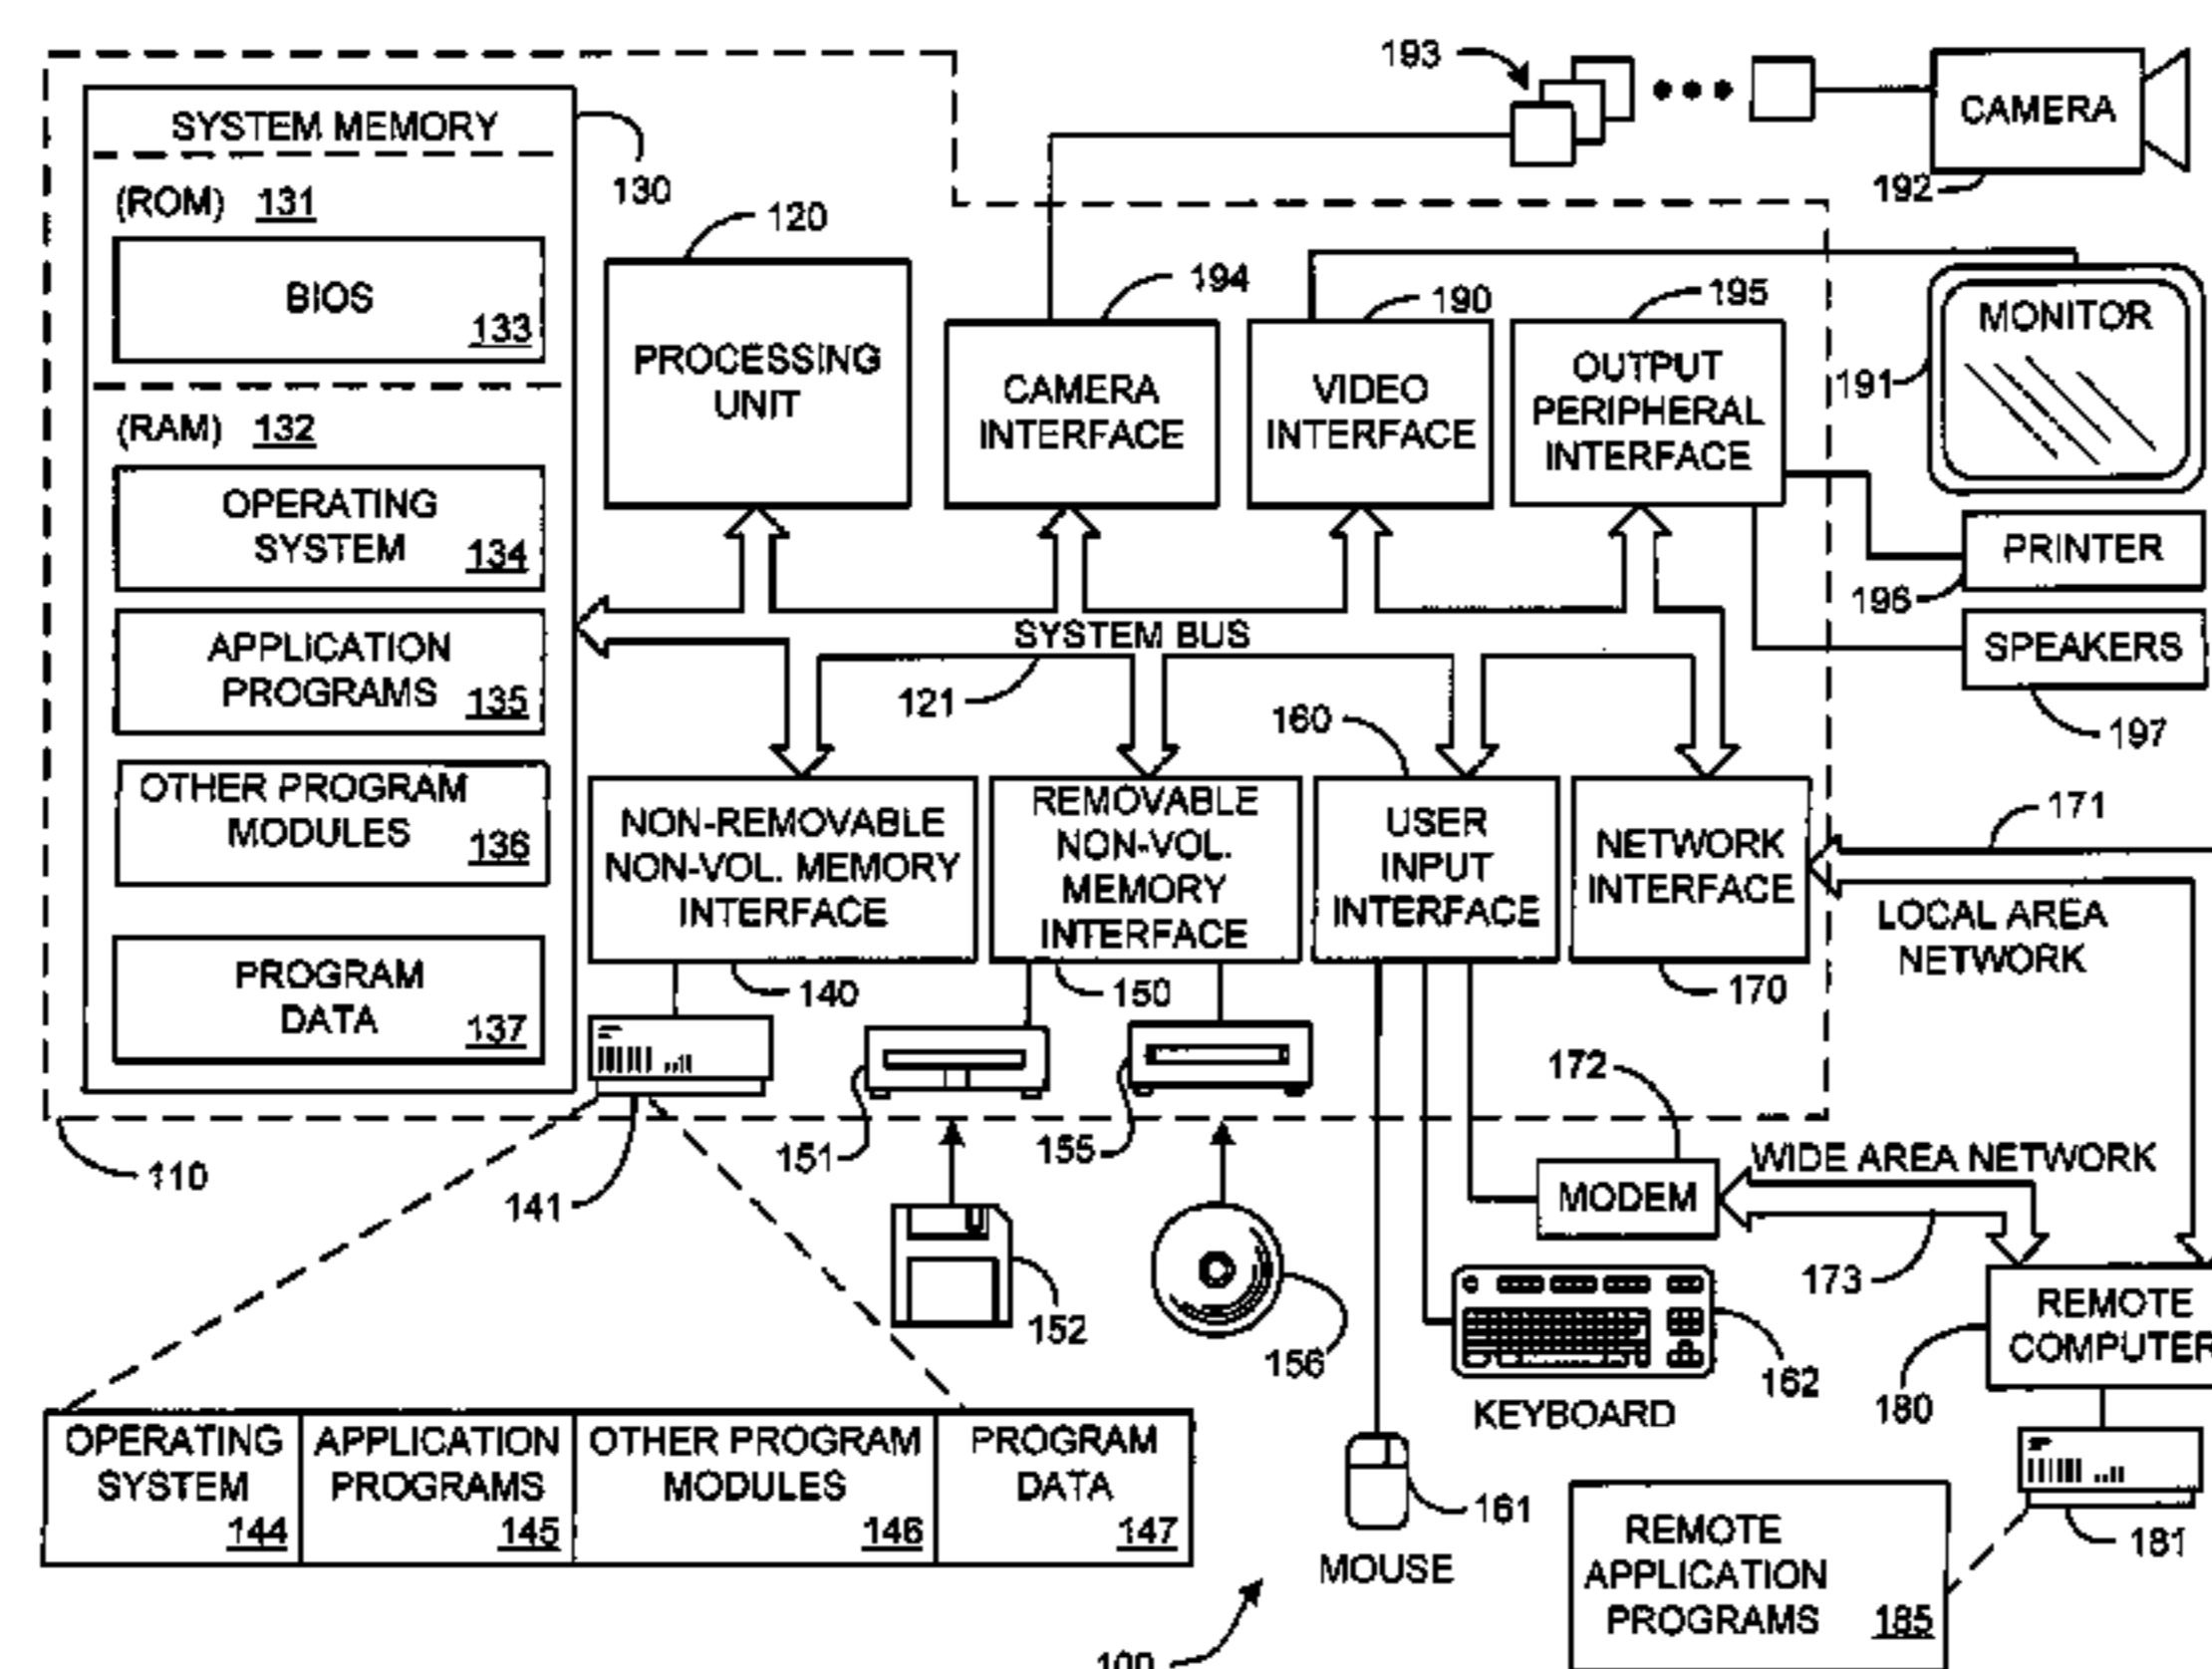 193
CAMERA
192
SYSTEM MEMORY
130
(ROM) 131
BIOS
133
(RAM) 132
OPERATING
SYSTEM
134
APPLICATION
PROGRAMS
135
OTHER PROGRAM
MODULES
136
PROGRAM
DATA
137
120
PROCESSING
UNIT
194
CAMERA
INTERFACE
190
VIDEO
INTERFACE
195
OUTPUT
PERIPHERAL
INTERFACE
MONITOR
191
PRINTER
196
SPEAKERS
197
SYSTEM BUS
121
160
NON-REMOVABLE
NON-VOL. MEMORY
INTERFACE
140
REMOVABLE
NON-VOL.
MEMORY
INTERFACE
150
USER
INPUT
INTERFACE
NETWORK
INTERFACE
170
171
LOCAL AREA
NETWORK
172
110
141
151
155
152
156
MODEM
WIDE AREA NETWORK
173
162
KEYBOARD
REMOTE
COMPUTER
180
181
OPERATING
SYSTEM
144
APPLICATION
PROGRAMS
145
OTHER PROGRAM
MODULES
146
PROGRAM
DATA
147
161
MOUSE
REMOTE
APPLICATION
PROGRAMS
185
100